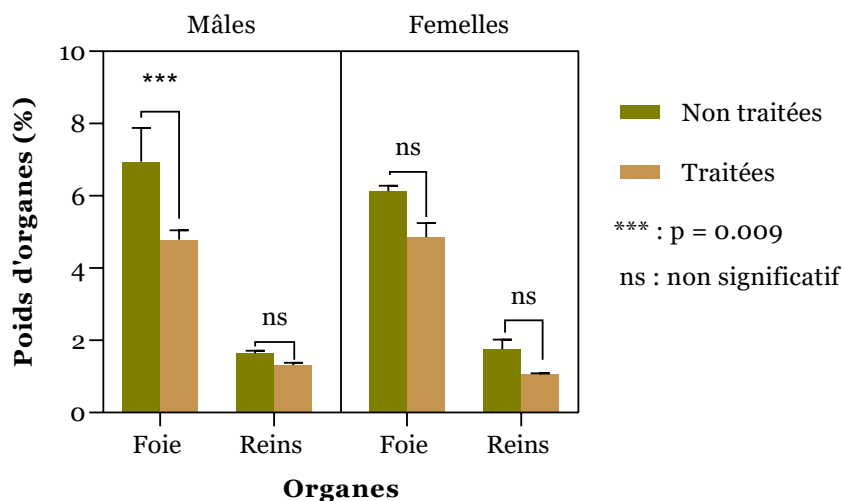 Mâles Femelles
Poids d'organes (%)
10
8
6
4
2
0
***
ns
ns
ns
Foie Reins Foie Reins
Organes
Non traitées
Traitées
*** : p = 0.009
ns : non significatif